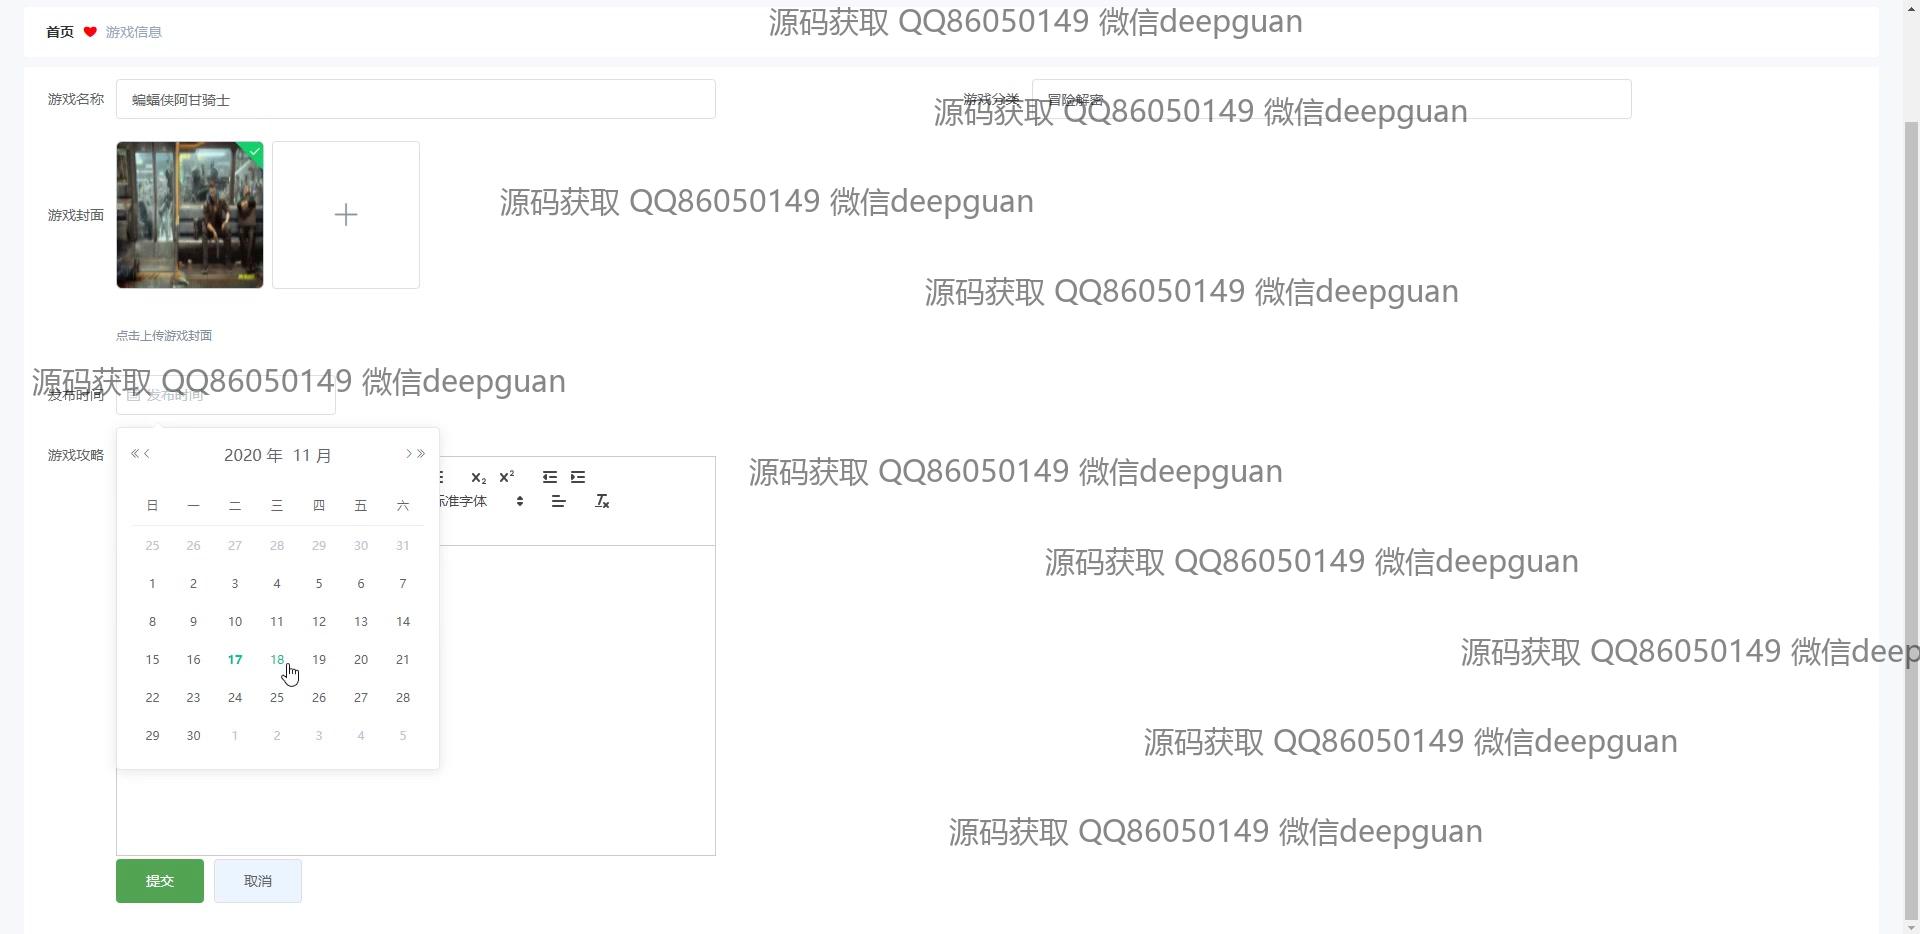 源码获取 QQ86050149 微信deepguan
首页 游戏信息
游戏名称 蝙蝠侠阿甘骑士 游戏分类 冒险解密
源码获取 QQ86050149 微信deepguan
源码获取 QQ86050149 微信deepguan
游戏封面
源码获取 QQ86050149 微信deepguan
点击上传游戏封面
源码获取 QQ86050149 微信deepguan
发布时间 发布时间
游戏攻略 2020 年 11 月
源码获取 QQ86050149 微信deepguan
标准字体
日 一 二 三 四 五 六
25 26 27 28 29 30 31
源码获取 QQ86050149 微信deepguan
1 2 3 4 5 6 7
8 9 10 11 12 13 14
源码获取 QQ86050149 微信deep
15 16 17 18 19 20 21
22 23 24 25 26 27 28
29 30 1 2 3 4 5
源码获取 QQ86050149 微信deepguan
源码获取 QQ86050149 微信deepguan
提交 取消